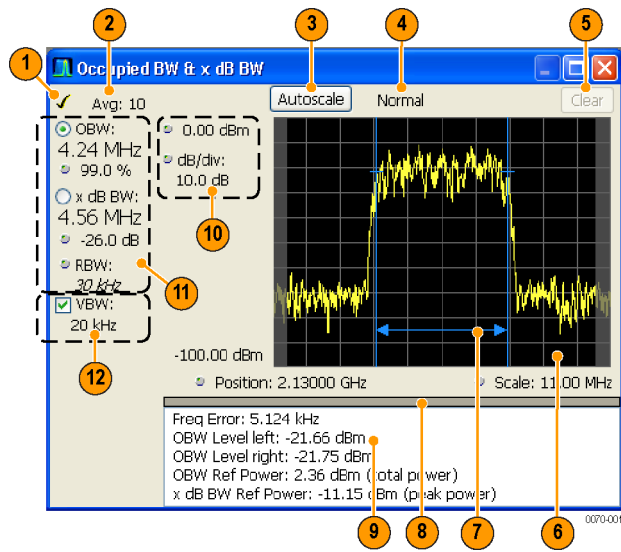 2
3
4
5
1
Occupied BW & x dB BW
Avg: 10
Autoscale
Normal
Clear
OBW:
4.24 MHz
99.0 %
x dB BW:
4.56 MHz
-26.0 dB
RBW:
30 kHz
VBW:
20 kHz
0.00 dBm
dB/div:
10.0 dB
10
11
12
-100.00 dBm
Position: 2.13000 GHz
Scale: 11.00 MHz
Freq Error: 5.124 kHz
OBW Level left: -21.66 dBm
OBW Level right: -21.75 dBm
OBW Ref Power: 2.36 dBm (total power)
x dB BW Ref Power: -11.15 dBm (peak power)
9
8
7
6
0070-001